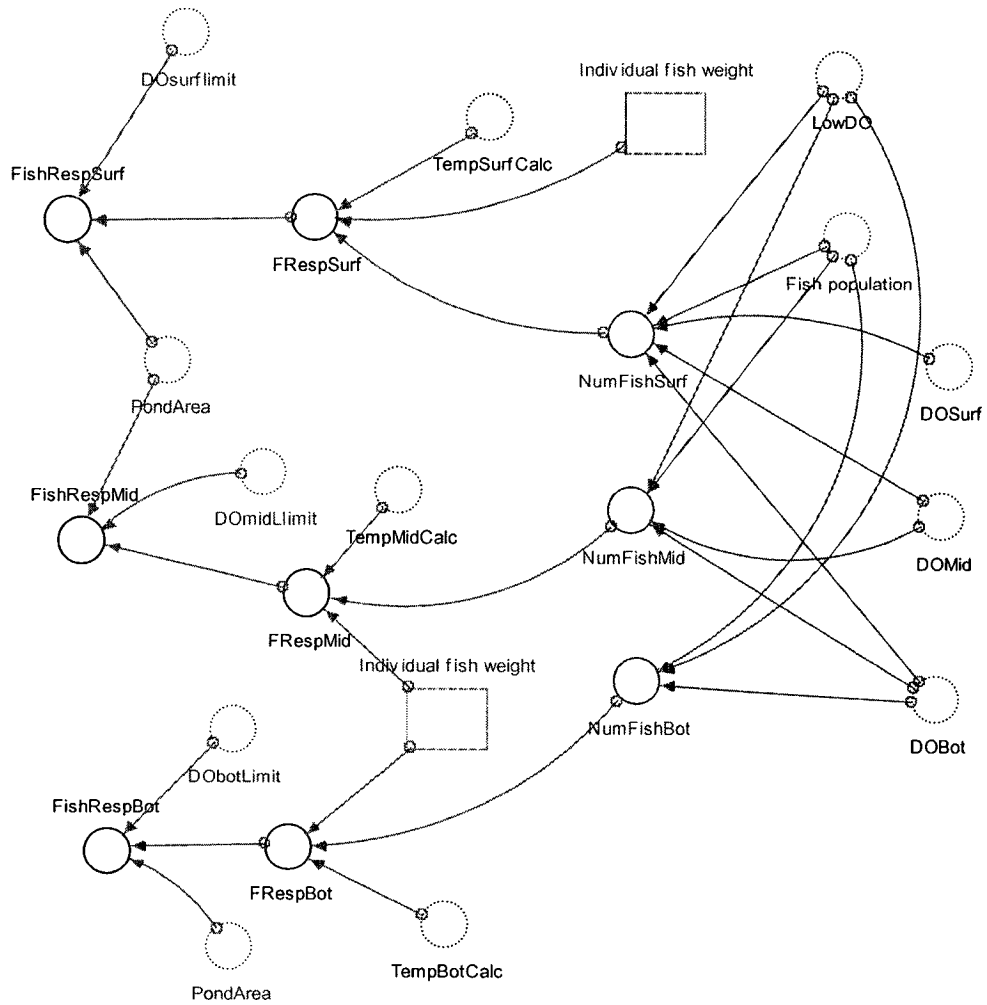 DOsurflimit
Individual fish weight
LowDO
TempSurfCalc
FishRespSurf
FRespSurf
Fish population
NumFishSurf
PondArea
DOSurf
FishRespMid
DOmidLlimit
TempMidCalc
NumFishMid
DOMid
FRespMid
Individual fish weight
NumFishBot
DOBot
DObotLimit
FishRespBot
FRespBot
TempBotCalc
PondArea